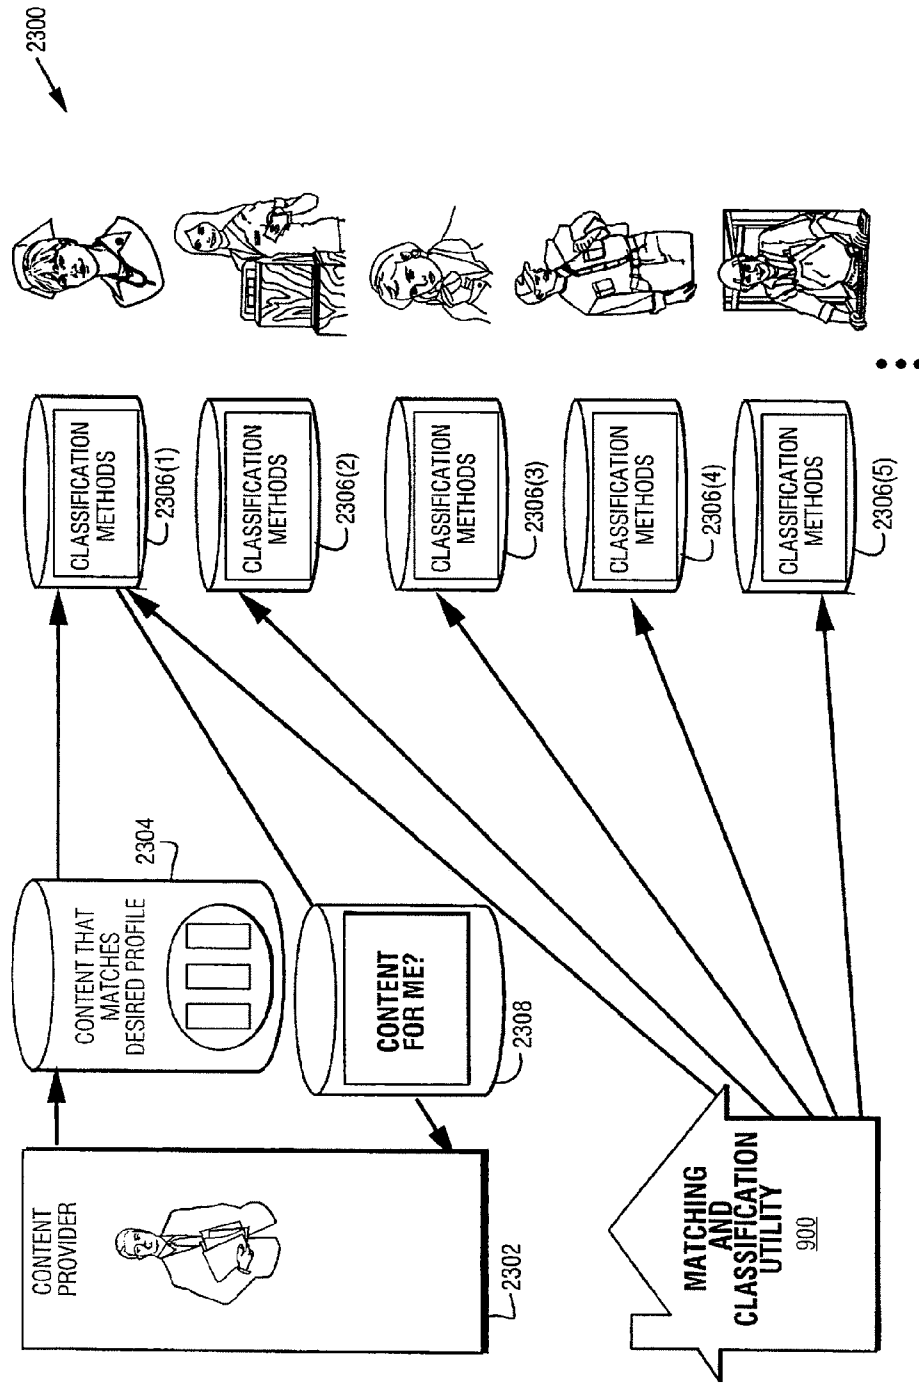 2300
CONTENT
PROVIDER
2302
CONTENT THAT
MATCHES
DESIRED PROFILE
2304
CONTENT
FOR ME?
2308
CLASSIFICATION
METHODS
2306(1)
CLASSIFICATION
METHODS
2306(2)
CLASSIFICATION
METHODS
2306(3)
CLASSIFICATION
METHODS
2306(4)
CLASSIFICATION
METHODS
2306(5)
MATCHING
AND
CLASSIFICATION
UTILITY
900